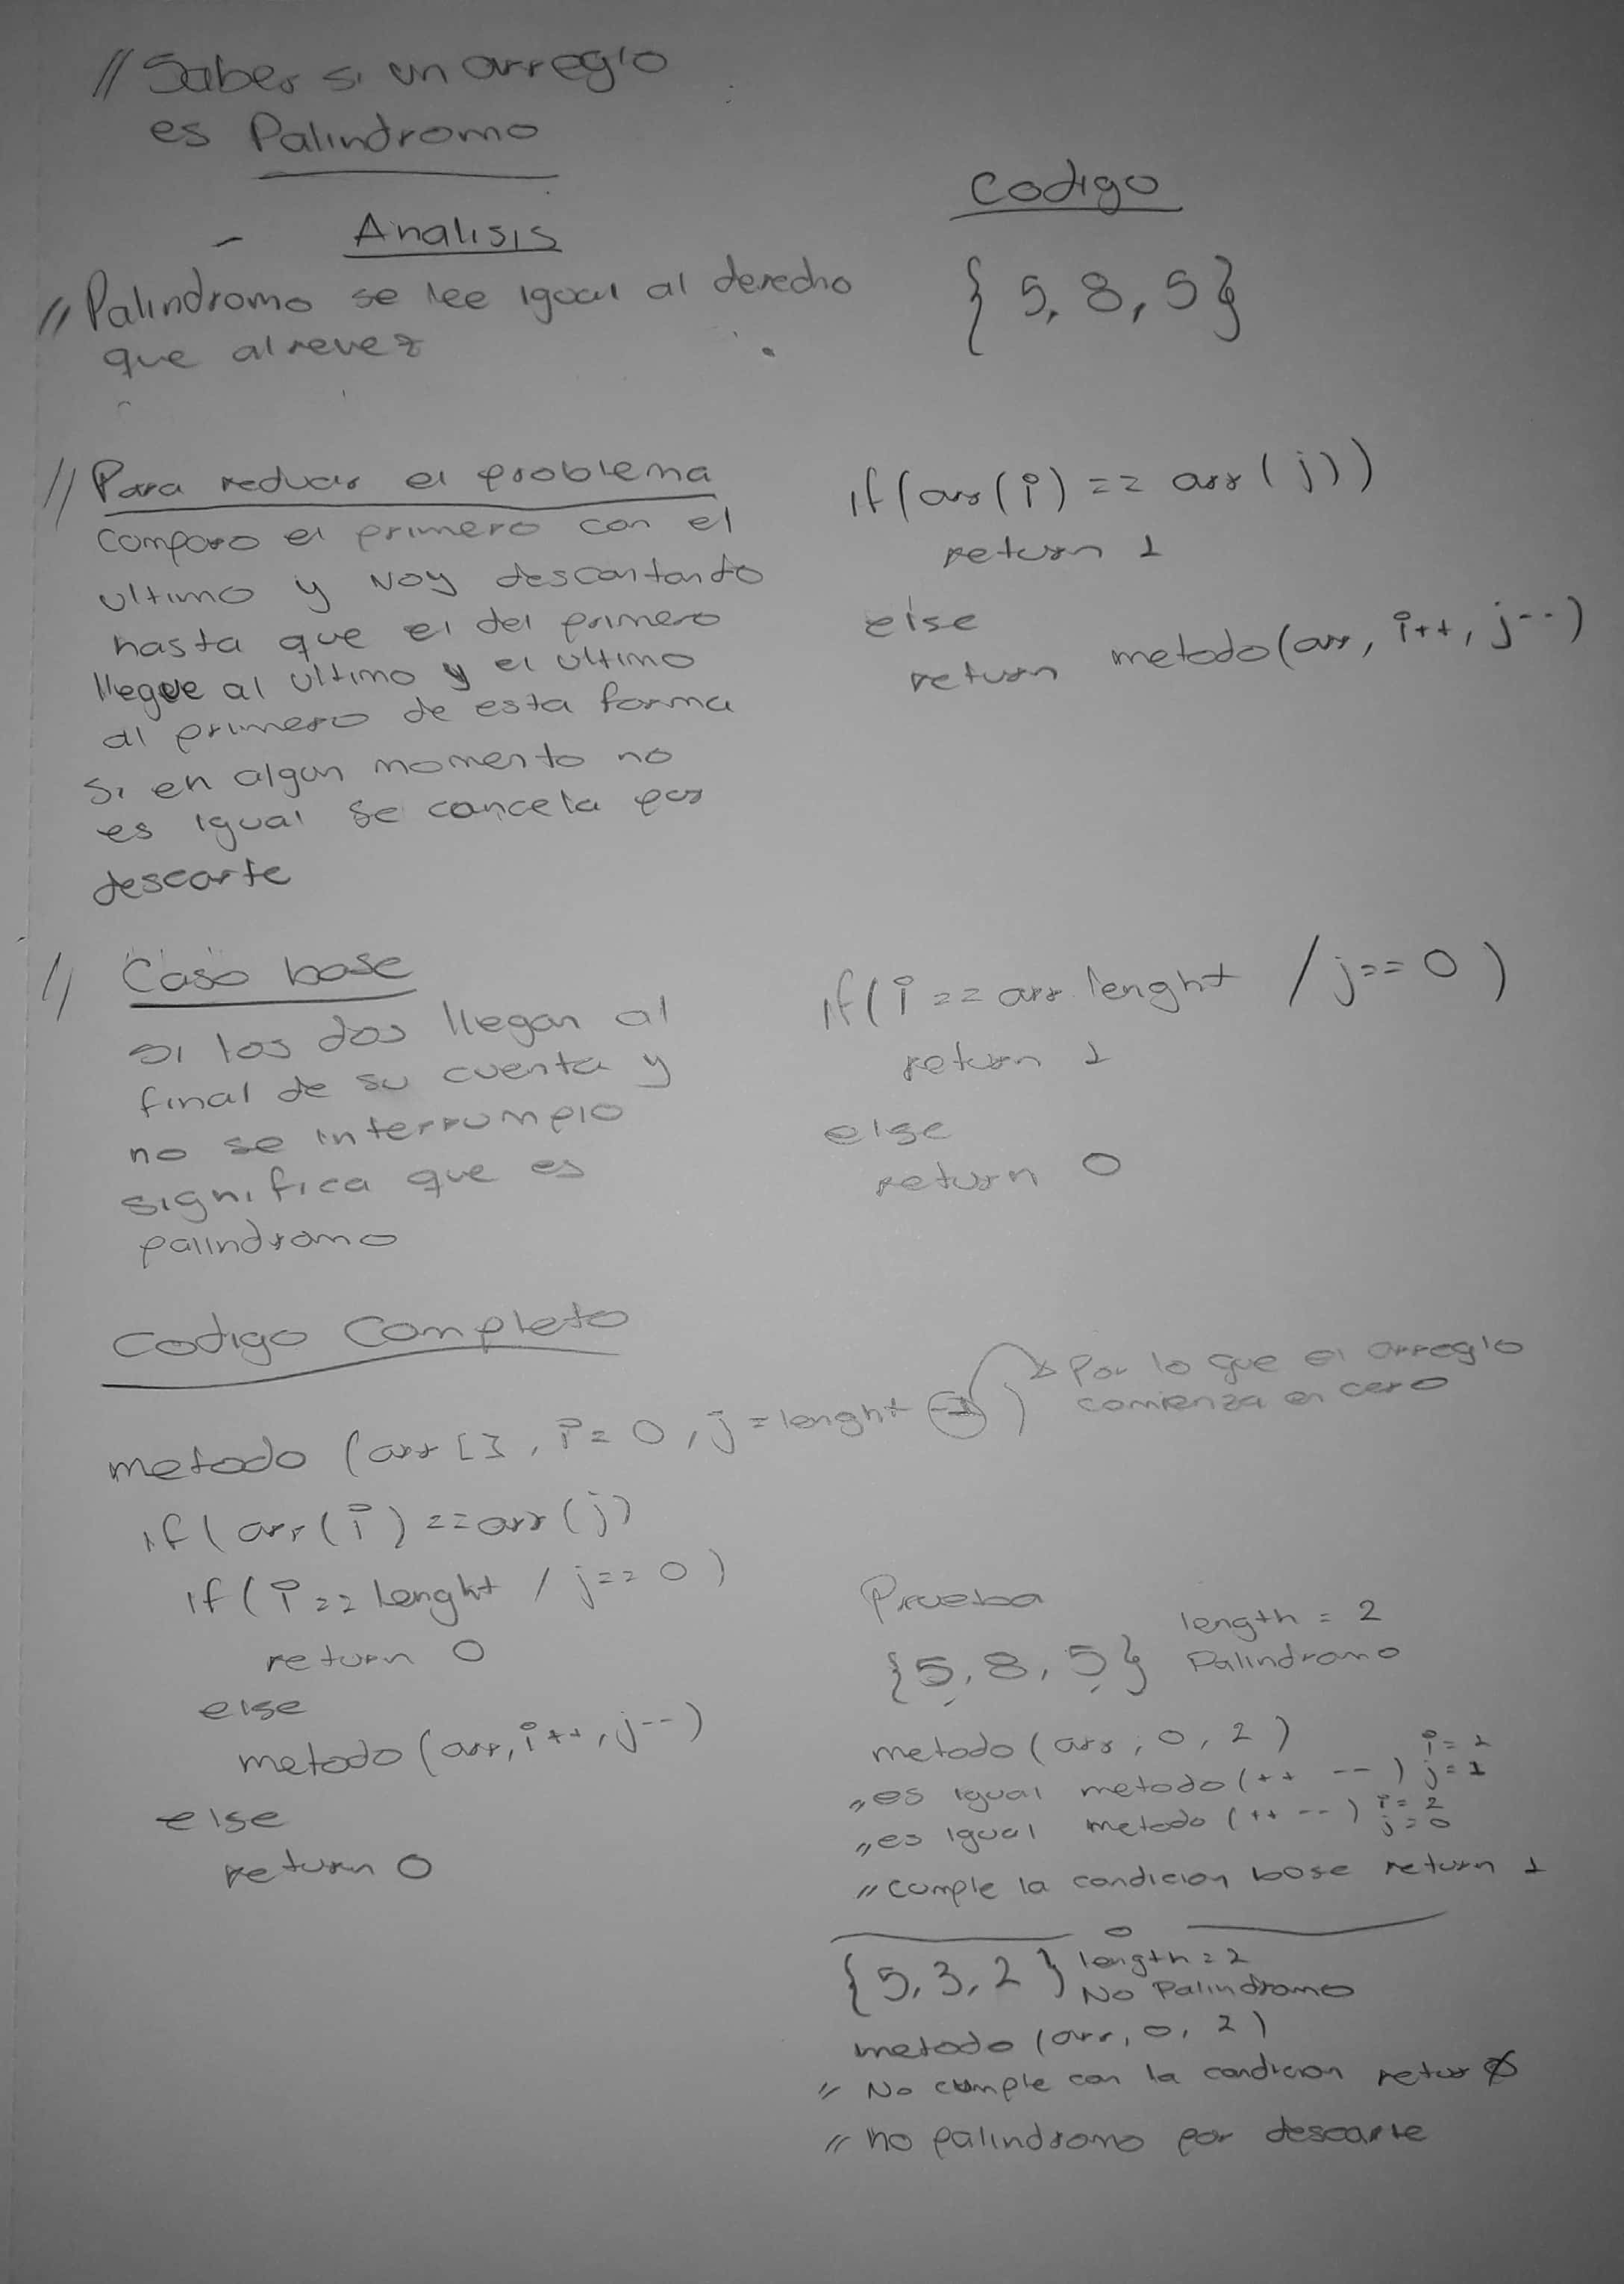 // Saber si un arreglo
es Palindromo
Analisis
// Palindromo se lee igual al derecho
que al revez
Codigo
{ 5, 8, 5 }
// Para reducir el problema
comparo el primero con el
ultimo y voy descartando
hasta que el del primero
llegue al ultimo y el ultimo
al primero de esta forma
si en algun momento no
es igual se cancela por
descarte
if (arr(i) == arr(j))
return 1
else
return metodo(arr, i++, j--)
// Caso base
si los dos llegan al
final de su cuenta y
no se interrumpio
significa que es
palindromo
if (i == arr lenght / j == 0)
return 1
else
return 0
Codigo Completo
metodo (arr [], i = 0, j = lenght -1)
Por lo que el arreglo
comienza en cero
if (arr(i) == arr(j)
if (i == lenght / j == 0)
return 0
else
metodo (arr, i++, j--)
else
return 0
Prueba
{5, 8, 5} length = 2
Palindromo
metodo (arr, 0, 2)
// es igual metodo (++ --) i = 1 j = 1
// es igual metodo (++ --) i = 2 j = 0
// cumple la condicion base return 1
{5, 3, 2} length = 2
No Palindromo
metodo (arr, 0, 2)
// No cumple con la condicion retur 0
// no palindromo por descarte